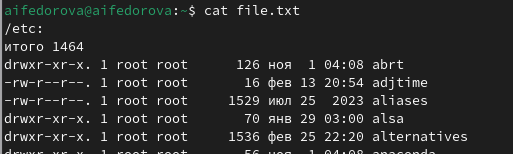 aifedorova@aifedorova:~$ cat file.txt
/etc:
итого 1464
drwxr-xr-x. 1 root root 126 ноя 1 04:08 abrt
-rw-r--r--. 1 root root 16 фев 13 20:54 adjtime
-rw-r--r--. 1 root root 1529 июл 25 2023 aliases
drwxr-xr-x. 1 root root 70 янв 29 03:00 alsa
drwxr-xr-x. 1 root root 1536 фев 25 22:20 alternatives